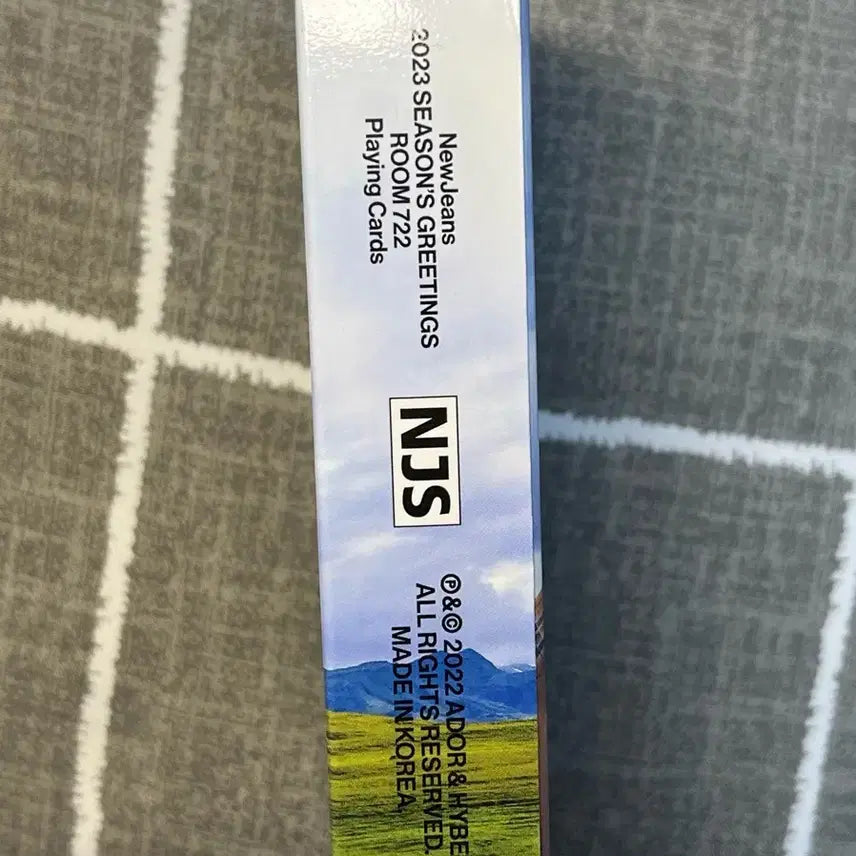 NewJeans
2023 SEASON'S GREETINGS
ROOM 722
Playing Cards
NJS
℗&© 2022 ADOR & HYBE
ALL RIGHTS RESERVED.
MADE IN KOREA.